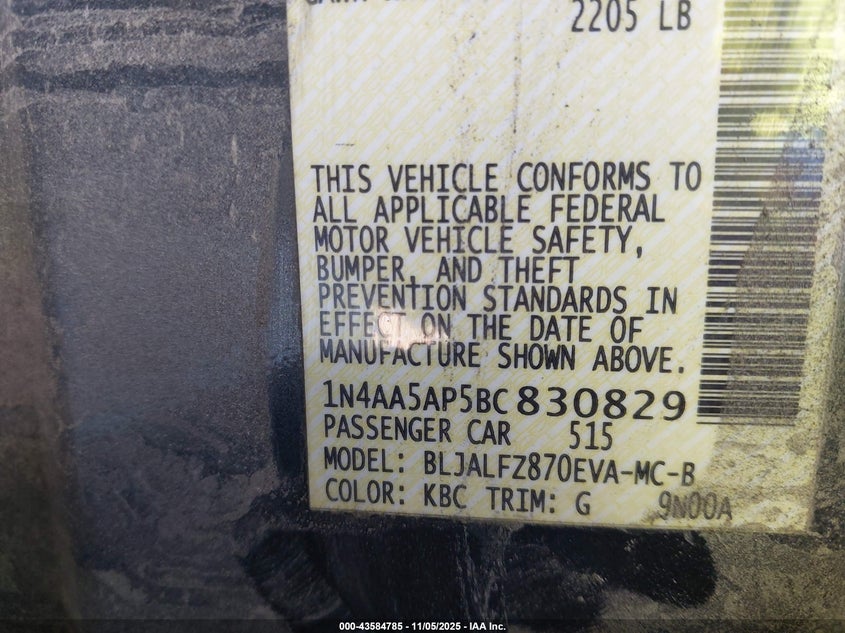 2205 LB
THIS VEHICLE CONFORMS TO
ALL APPLICABLE FEDERAL
MOTOR VEHICLE SAFETY,
BUMPER, AND THEFT
PREVENTION STANDARDS IN
EFFECT ON THE DATE OF
MANUFACTURE SHOWN ABOVE.
1N4AA5AP5BC830829
PASSENGER CAR 515
MODEL: BLJALFZ870EVA-MC-B
COLOR: KBC TRIM: G 9N00A
000-43584785 - 11/05/2025 - IAA Inc.